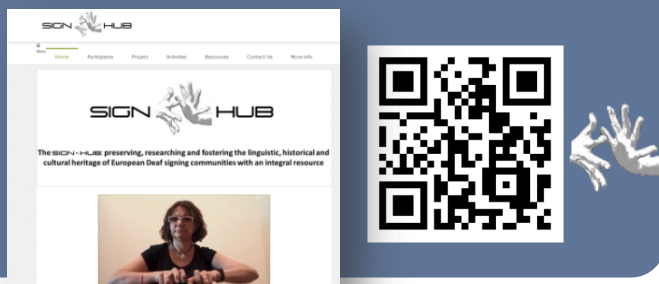 SIGN HUB
Menu
Home Participants Project Activities Resources Contact Us More info
SIGN HUB
The SIGN-HUB: preserving, researching and fostering the linguistic, historical and
cultural heritage of European Deaf signing communities with an integral resource